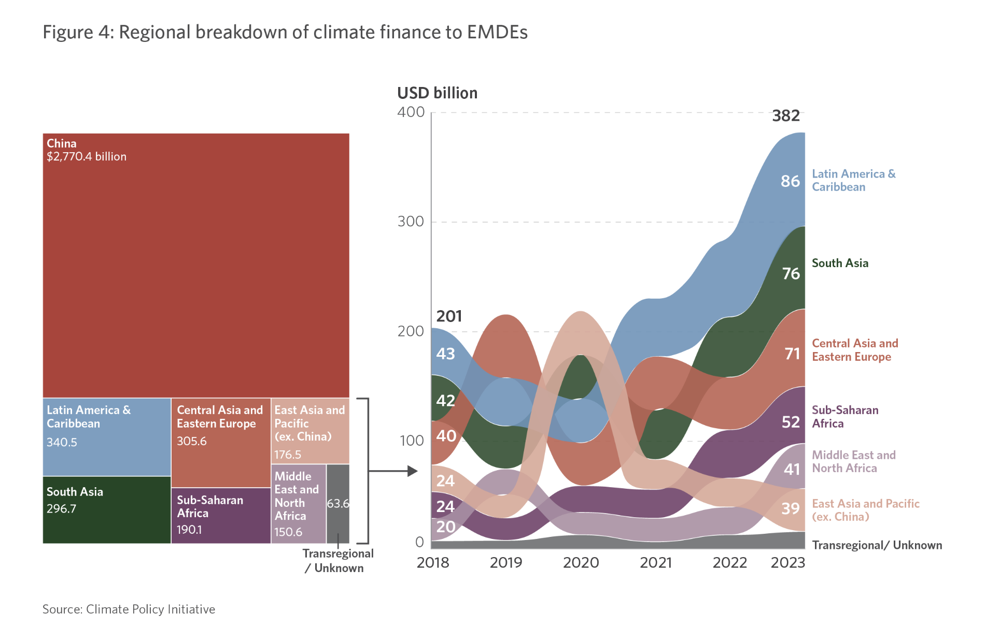 Figure 4: Regional breakdown of climate finance to EMDEs
China
$2,770.4 billion
Latin America &
Caribbean
340.5
South Asia
296.7
Central Asia and
Eastern Europe
305.6
Sub-Saharan
Africa
190.1
East Asia and
Pacific
(ex. China)
176.5
Middle
East and
North
Africa
150.6
63.6
Transregional
/ Unknown
USD billion
400
300
200
100
0
201
43
42
40
24
24
20
382
86
76
71
52
41
39
Latin America &
Caribbean
South Asia
Central Asia and
Eastern Europe
Sub-Saharan
Africa
Middle East and
North Africa
East Asia and Pacific
(ex. China)
Transregional/ Unknown
2018 2019 2020 2021 2022 2023
Source: Climate Policy Initiative